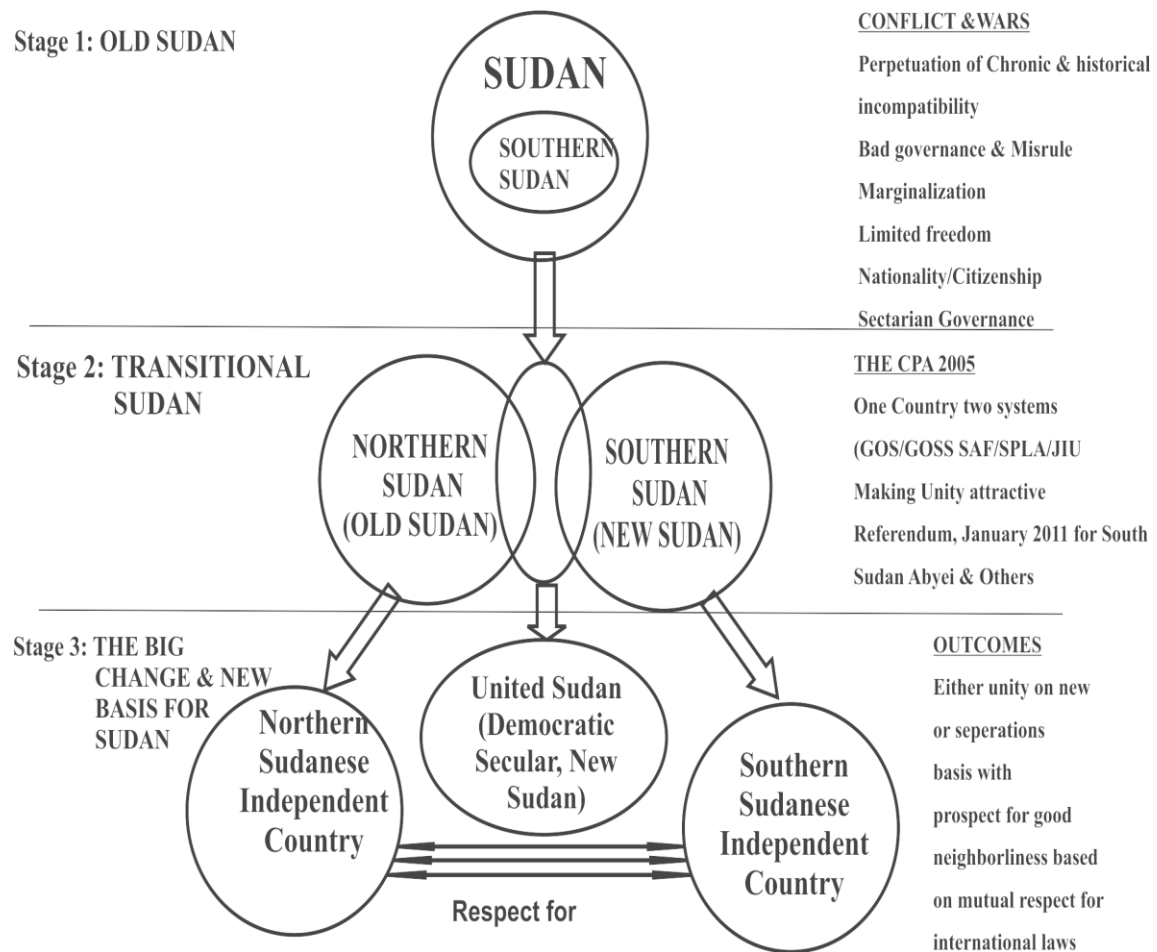 Stage 1: OLD SUDAN
SUDAN
SOUTHERN
SUDAN
CONFLICT &WARS
Perpetuation of Chronic & historical
incompatibility
Bad governance & Misrule
Marginalization
Limited freedom
Nationality/Citizenship
Sectarian Governance
Stage 2: TRANSITIONAL
SUDAN
NORTHERN
SUDAN
(OLD SUDAN)
SOUTHERN
SUDAN
(NEW SUDAN)
THE CPA 2005
One Country two systems
(GOS/GOSS SAF/SPLA/JIU
Making Unity attractive
Referendum, January 2011 for South
Sudan Abyei & Others
Stage 3: THE BIG
CHANGE & NEW
BASIS FOR
SUDAN
Northern
Sudanese
Independent
Country
United Sudan
(Democratic
Secular, New
Sudan)
Southern
Sudanese
Independent
Country
Respect for
OUTCOMES
Either unity on new
or seperations
basis with
prospect for good
neighborliness based
on mutual respect for
international laws